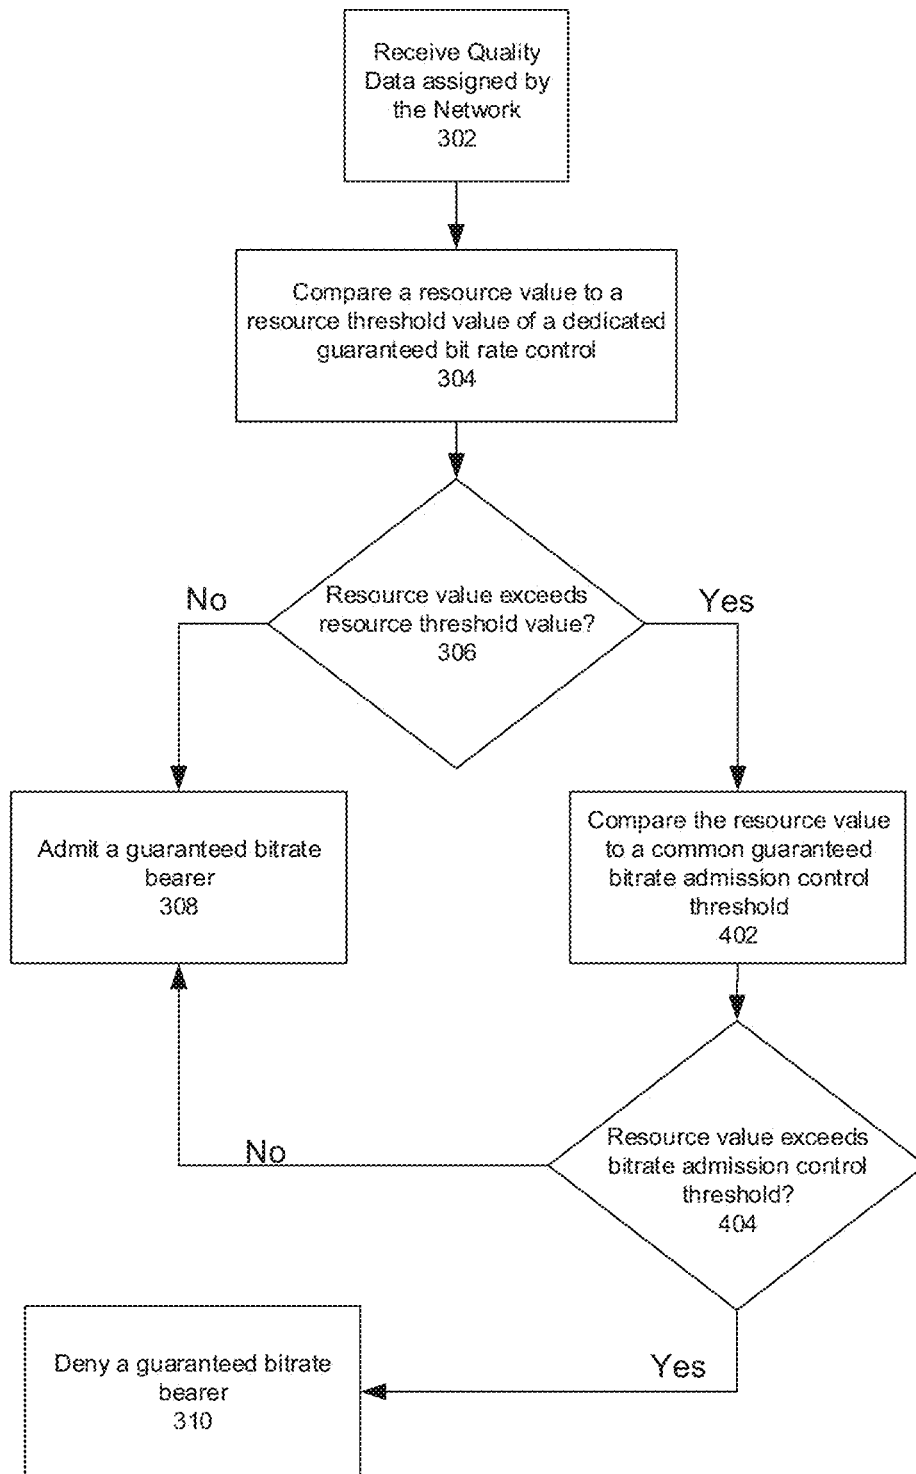 Receive Quality
Data assigned by
the Network
302
Compare a resource value to a
resource threshold value of a dedicated
guaranteed bit rate control
304
Resource value exceeds
resource threshold value?
306
No
Yes
Admit a guaranteed bitrate
bearer
308
Compare the resource value
to a common guaranteed
bitrate admission control
threshold
402
Resource value exceeds
bitrate admission control
threshold?
404
No
Yes
Deny a guaranteed bitrate
bearer
310